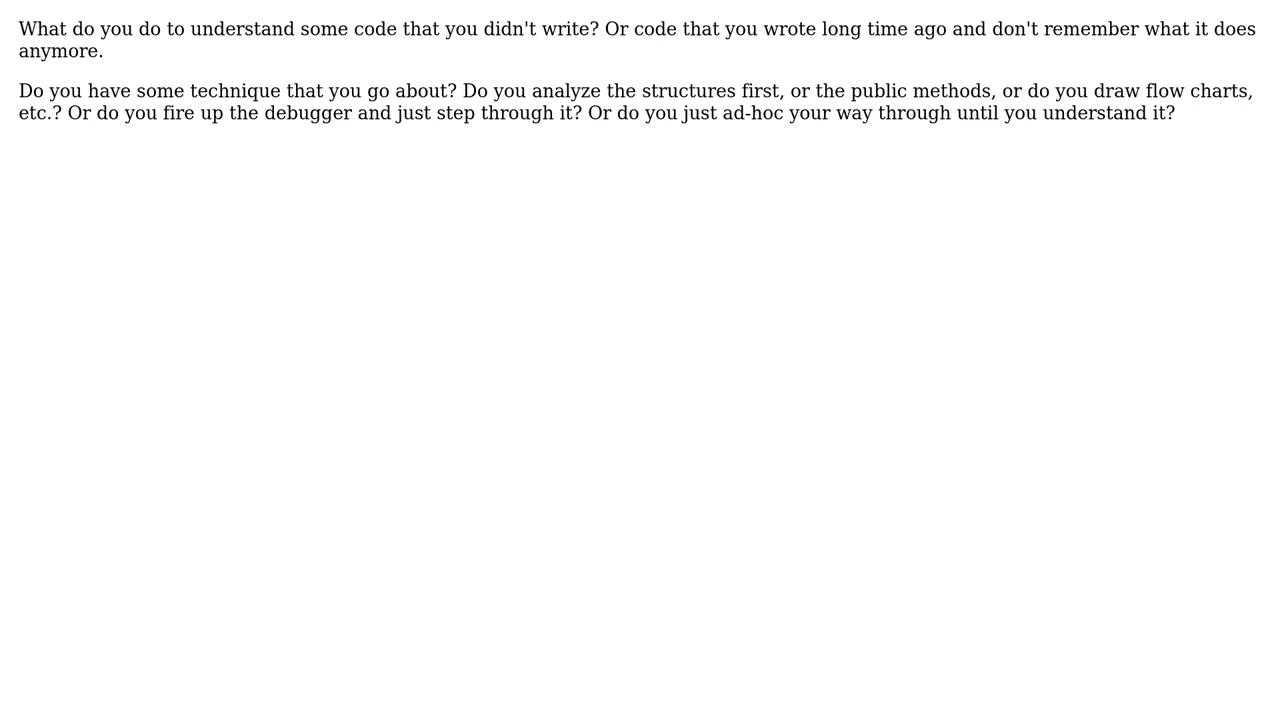 What do you do to understand some code that you didn't write? Or code that you wrote long time ago and don't remember what it does
anymore.
Do you have some technique that you go about? Do you analyze the structures first, or the public methods, or do you draw flow charts,
etc.? Or do you fire up the debugger and just step through it? Or do you just ad-hoc your way through until you understand it?